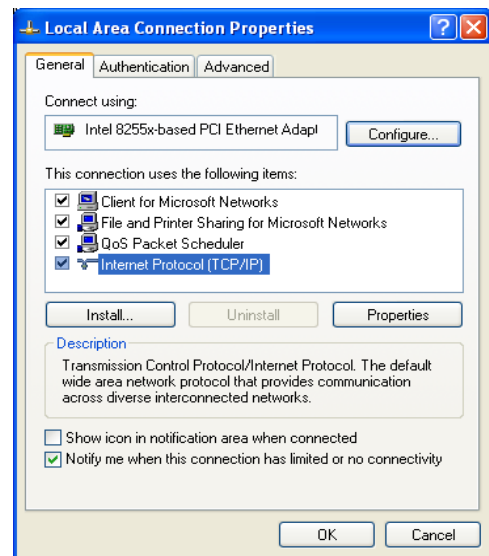 Local Area Connection Properties
General Authentication Advanced
Connect using:
Intel 8255x-based PCI Ethernet Adapt
Configure...
This connection uses the following items:
Client for Microsoft Networks
File and Printer Sharing for Microsoft Networks
QoS Packet Scheduler
Internet Protocol (TCP/IP)
Install... Uninstall Properties
Description
Transmission Control Protocol/Internet Protocol. The default
wide area network protocol that provides communication
across diverse interconnected networks.
Show icon in notification area when connected
Notify me when this connection has limited or no connectivity
OK Cancel